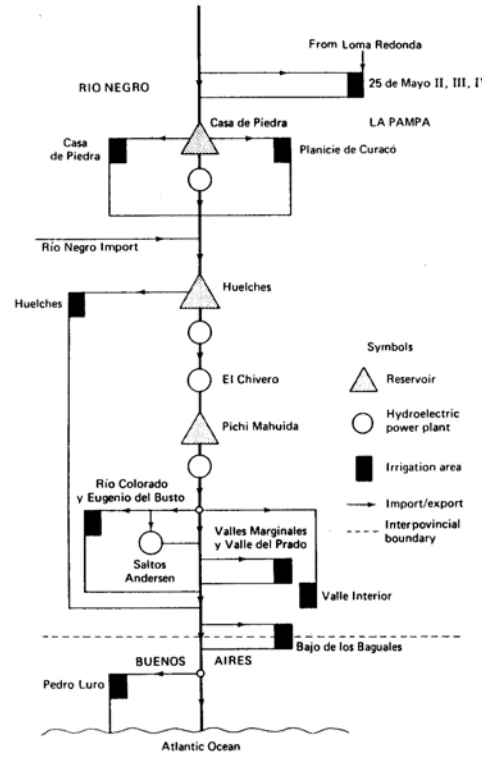 From Loma Redonda
RIO NEGRO
25 de Mayo II, III, I
LA PAMPA
Casa de Piedra
Casa
de Piedra
Planicie de Curacó
Río Negro Import
Huelches
Huelches
El Chivero
Pichi Mahuida
Symbols
Reservoir
Hydroelectric
power plant
Irrigation area
Import/export
Interpovincial
boundary
Río Colorado
y Eugenio del Busto
Valles Marginales
y Valle del Prado
Saltos
Andersen
Valle Interior
Bajo de los Baguales
BUENOS AIRES
Pedro Luro
Atlantic Ocean